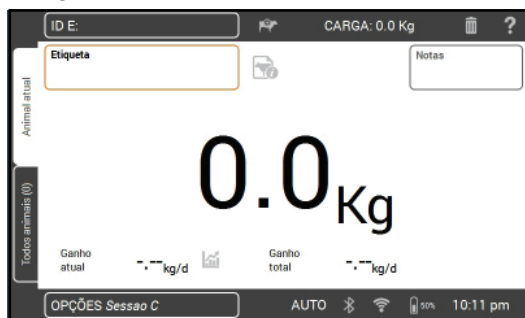 ID E:
CARGA: 0.0 Kg
?
Etiqueta
Notas
Animal atual
Todos animais (0)
0.0Kg
Ganho atual
-.--kg/d
Ganho total
-.--kg/d
OPÇÕES Sessao C
AUTO
50%
10:11 pm